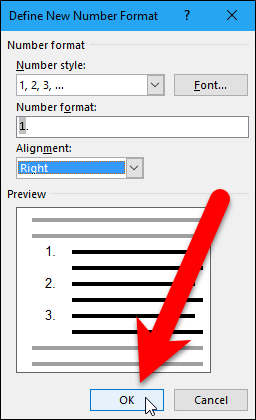 Define New Number Format
Number format
Number style:
1, 2, 3, ...
Font...
Number format:
1.
Alignment:
Right
Preview
1.
2.
3.
OK
Cancel